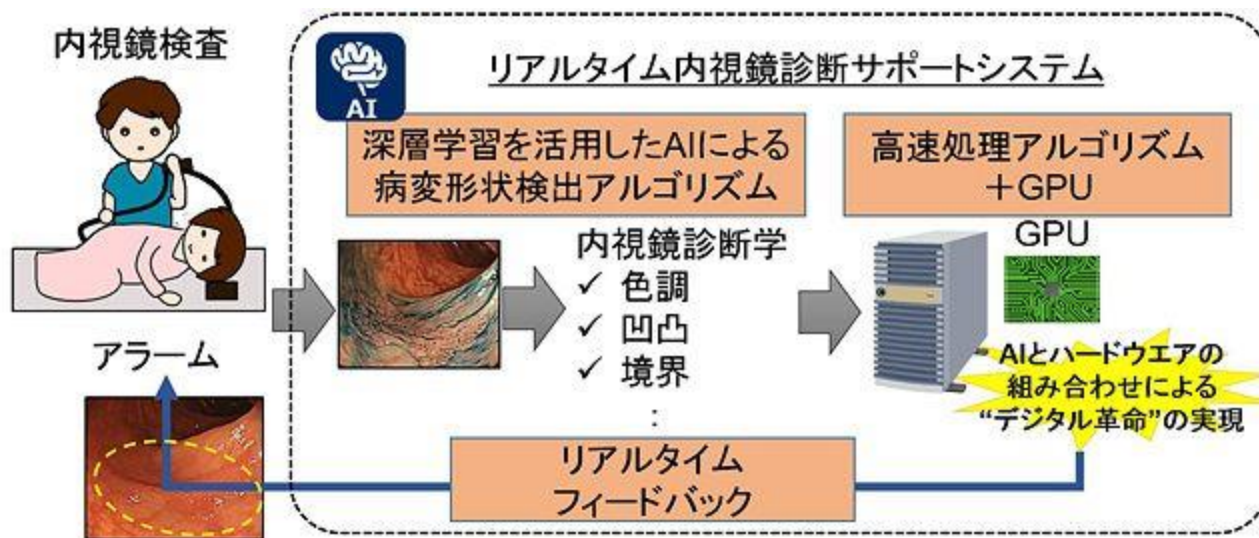 内視鏡検査
AI
リアルタイム内視鏡診断サポートシステム
深層学習を活用したAIによる
病変形状検出アルゴリズム
高速処理アルゴリズム
＋GPU
内視鏡診断学
✓ 色調
✓ 凹凸
✓ 境界
：
GPU
AIとハードウエアの
組み合わせによる
“デジタル革命”の実現
アラーム
リアルタイム
フィードバック